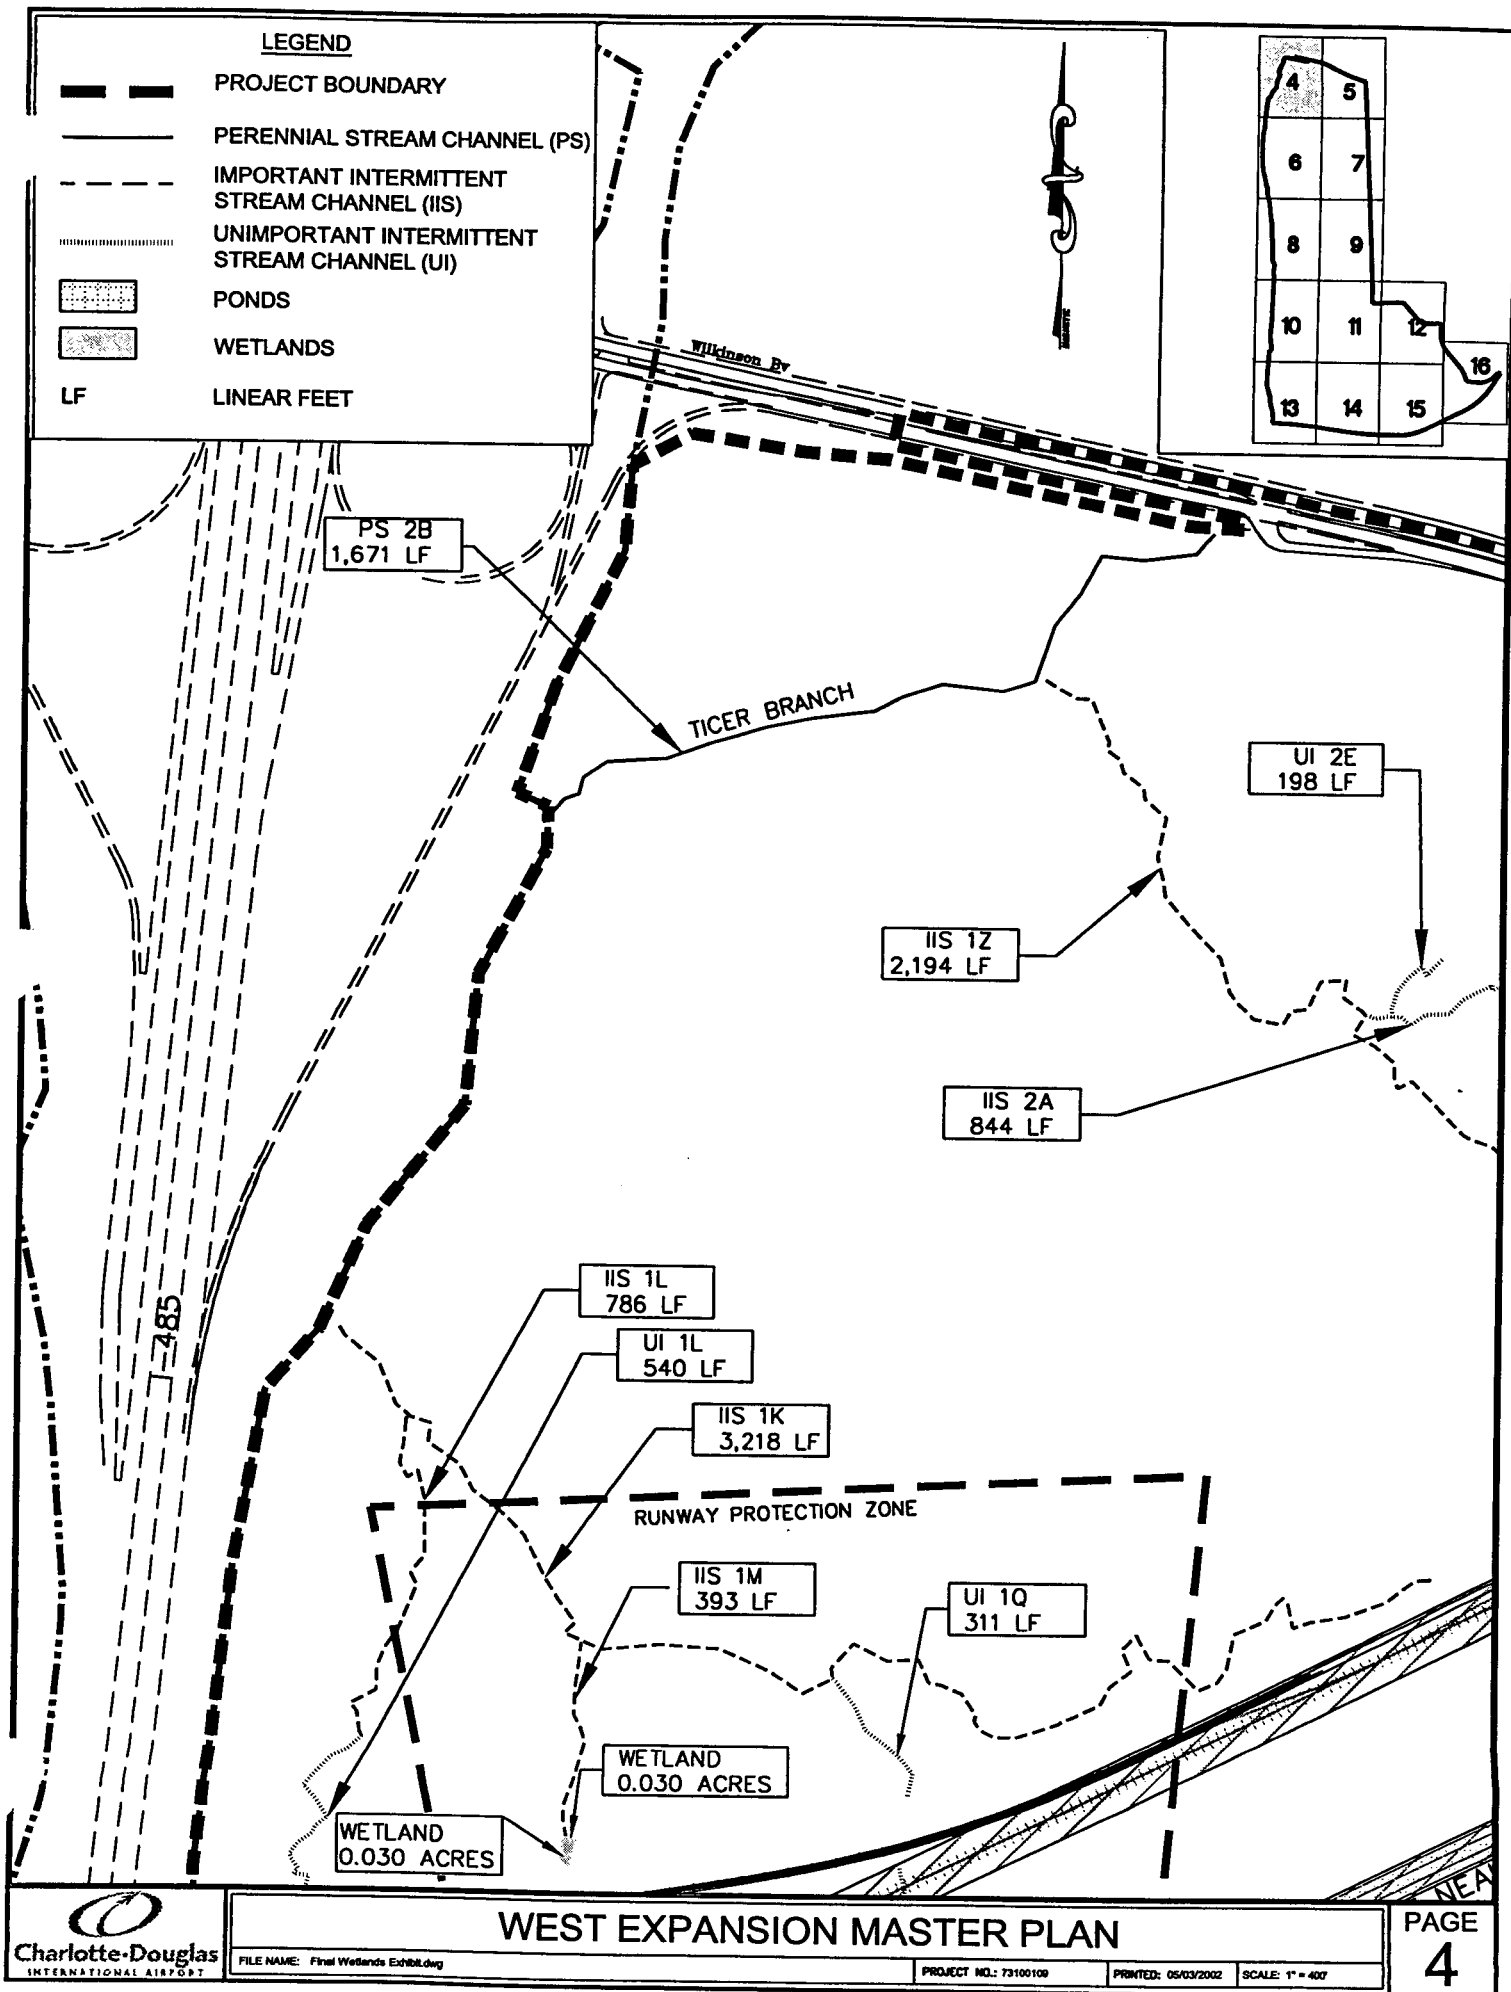 LEGEND
PROJECT BOUNDARY
PERENNIAL STREAM CHANNEL (PS)
IMPORTANT INTERMITTENT
STREAM CHANNEL (IIS)
UNIMPORTANT INTERMITTENT
STREAM CHANNEL (UI)
PONDS
WETLANDS
LF LINEAR FEET
4
5
6
7
8
9
10
11
12
16
13
14
15
Wilkinson Bv
PS 2B
1,671 LF
TICER BRANCH
UI 2E
198 LF
IIS 1Z
2,194 LF
IIS 2A
844 LF
485
IIS 1L
786 LF
UI 1L
540 LF
IIS 1K
3,218 LF
RUNWAY PROTECTION ZONE
IIS 1M
393 LF
UI 1Q
311 LF
WETLAND
0.030 ACRES
WETLAND
0.030 ACRES
NEA
Charlotte-Douglas
INTERNATIONAL AIRPORT
WEST EXPANSION MASTER PLAN
FILE NAME: Final Wetlands Exhibit.dwg
PROJECT NO.: 73100109
PRINTED: 05/03/2002
SCALE: 1" = 400'
PAGE
4